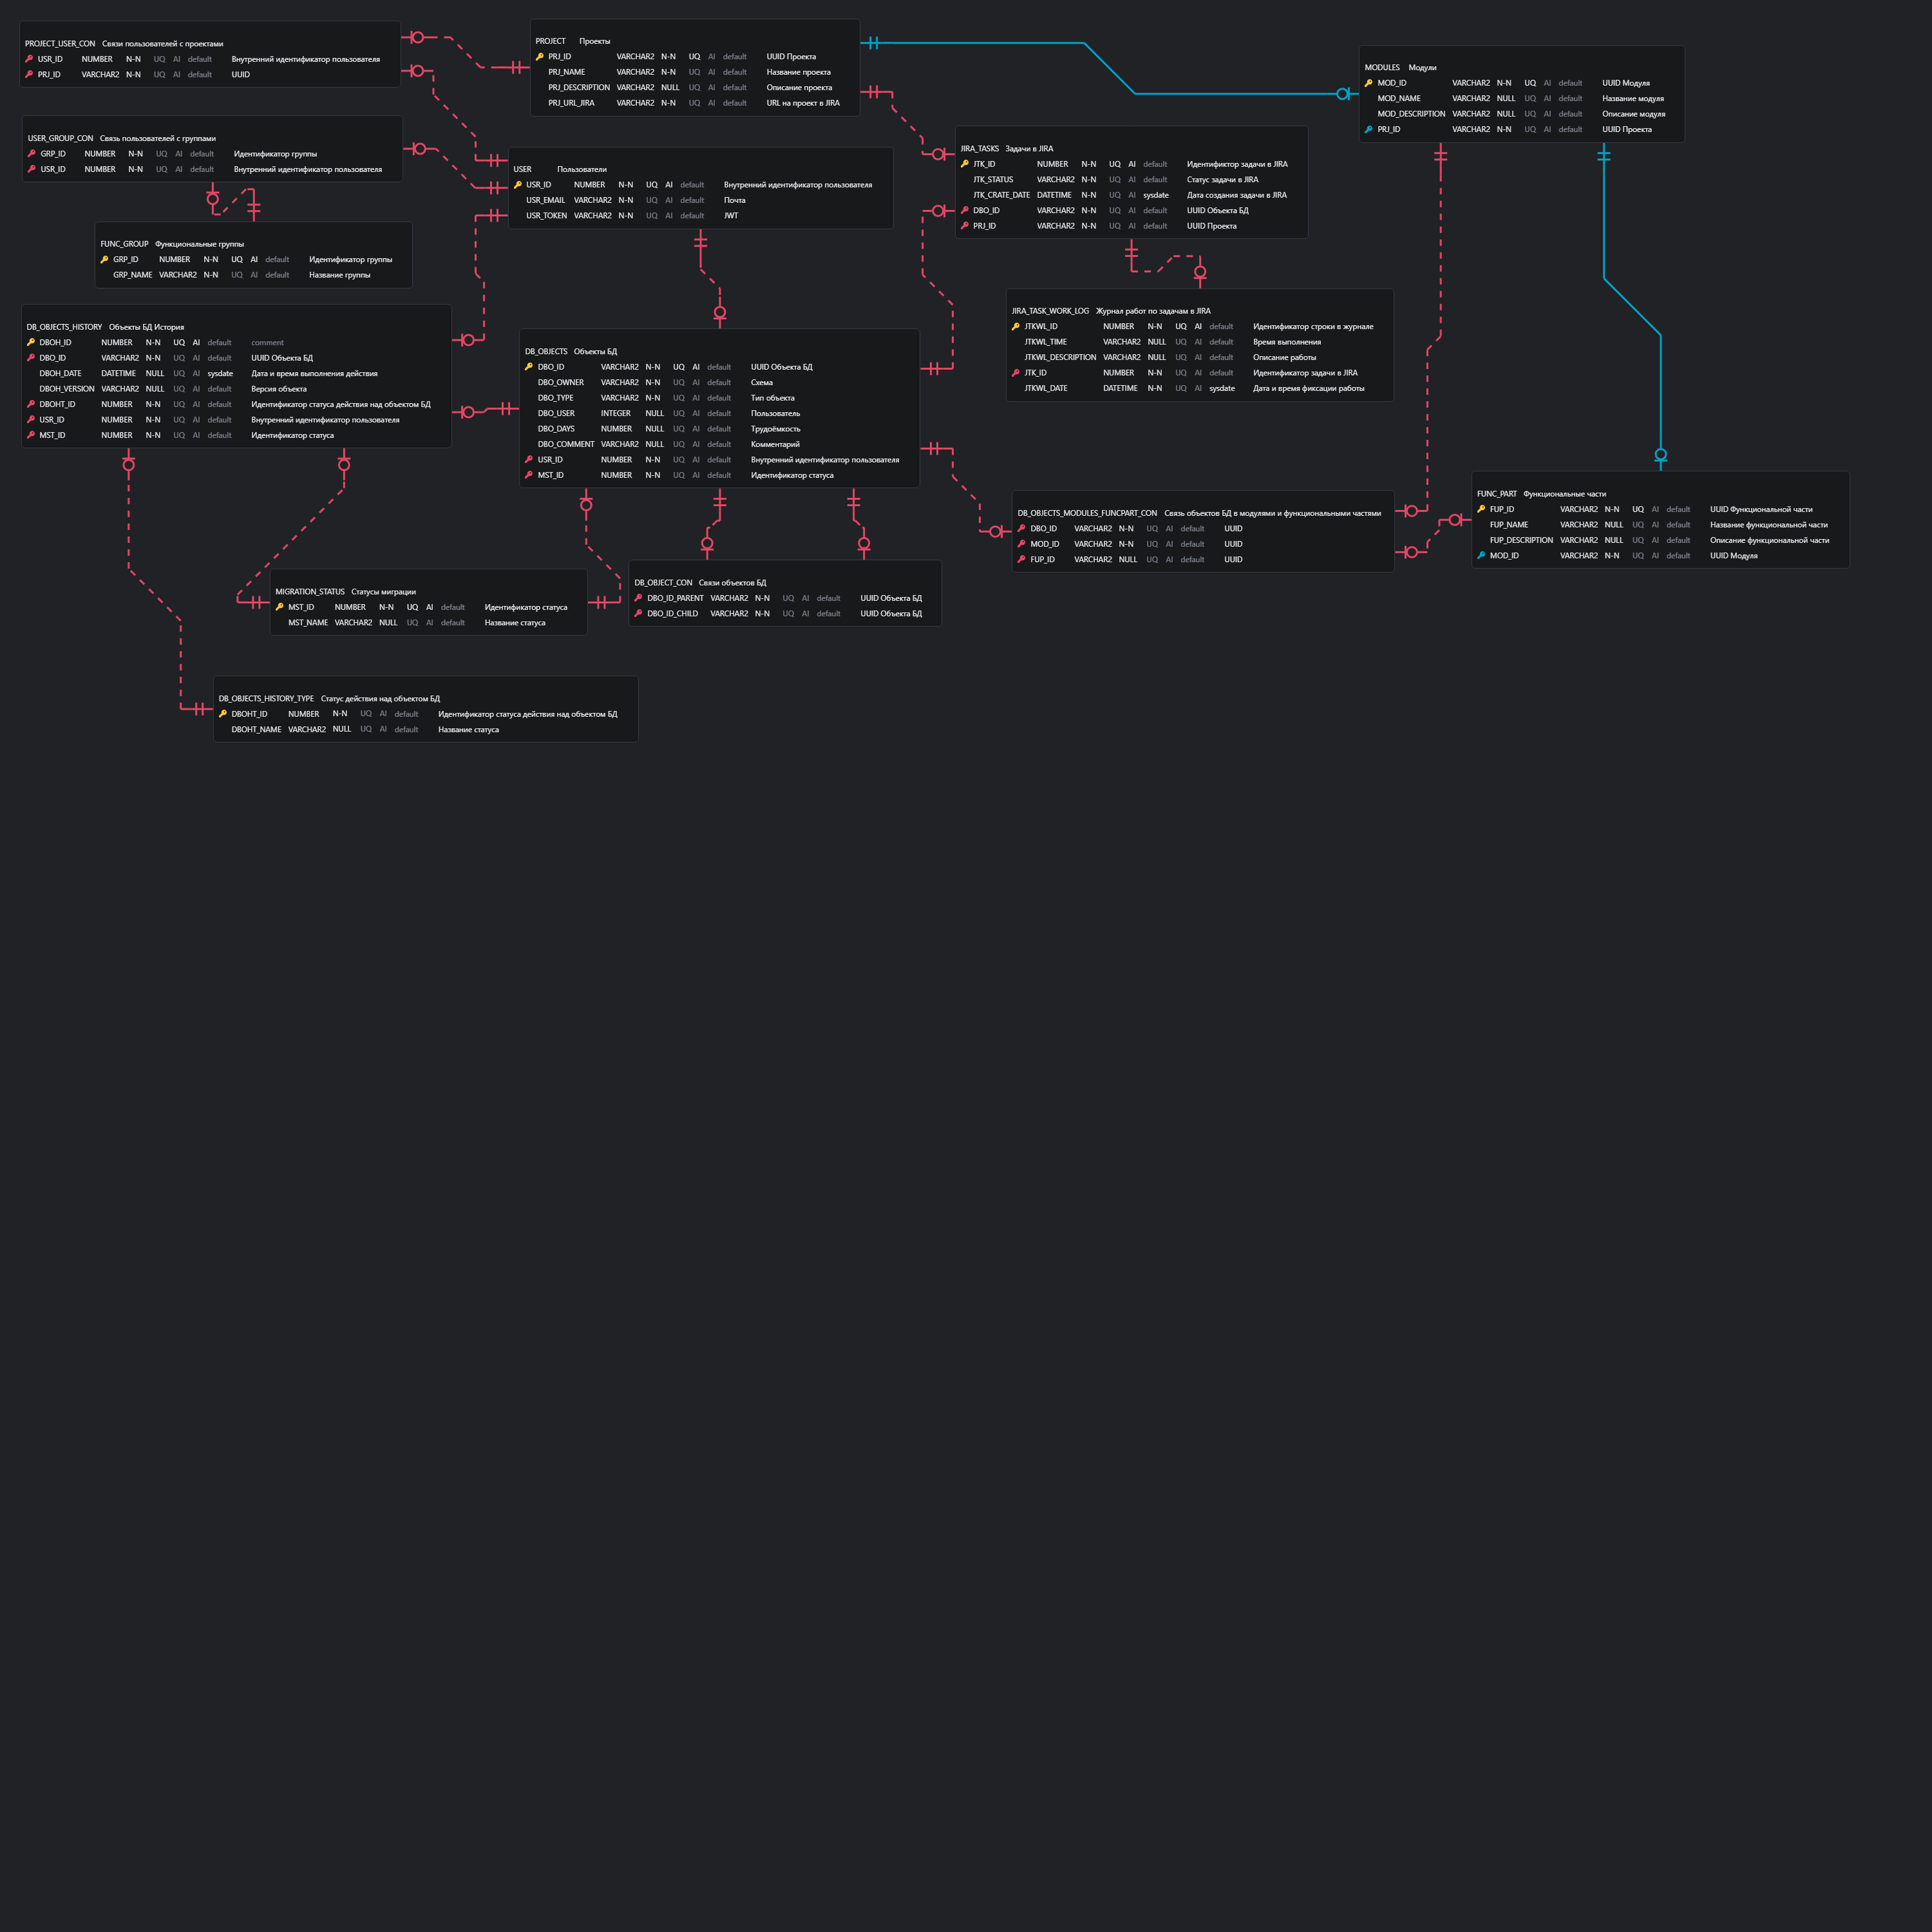 PROJECT_USER_CON Связи пользователей с проектами
USR_ID NUMBER N-N UQ AI default Внутренний идентификатор пользователя
PRJ_ID VARCHAR2 N-N UQ AI default UUID
PROJECT Проекты
PRJ_ID VARCHAR2 N-N UQ AI default UUID Проекта
PRJ_NAME VARCHAR2 N-N UQ AI default Название проекта
PRJ_DESCRIPTION VARCHAR2 NULL UQ AI default Описание проекта
PRJ_URL_JIRA VARCHAR2 N-N UQ AI default URL на проект в JIRA
MODULES Модули
MOD_ID VARCHAR2 N-N UQ AI default UUID Модуля
MOD_NAME VARCHAR2 NULL UQ AI default Название модуля
MOD_DESCRIPTION VARCHAR2 NULL UQ AI default Описание модуля
PRJ_ID VARCHAR2 N-N UQ AI default UUID Проекта
USER_GROUP_CON Связь пользователей с группами
GRP_ID NUMBER N-N UQ AI default Идентификатор группы
USR_ID NUMBER N-N UQ AI default Внутренний идентификатор пользователя
USER Пользователи
USR_ID NUMBER N-N UQ AI default Внутренний идентификатор пользователя
USR_EMAIL VARCHAR2 N-N UQ AI default Почта
USR_TOKEN VARCHAR2 N-N UQ AI default JWT
JIRA_TASKS Задачи в JIRA
JTK_ID NUMBER N-N UQ AI default Идентификтор задачи в JIRA
JTK_STATUS VARCHAR2 N-N UQ AI default Статус задачи в JIRA
JTK_CRATE_DATE DATETIME N-N UQ AI sysdate Дата создания задачи в JIRA
DBO_ID VARCHAR2 N-N UQ AI default UUID Объекта БД
PRJ_ID VARCHAR2 N-N UQ AI default UUID Проекта
FUNC_GROUP Функциональные группы
GRP_ID NUMBER N-N UQ AI default Идентификатор группы
GRP_NAME VARCHAR2 N-N UQ AI default Название группы
JIRA_TASK_WORK_LOG Журнал работ по задачам в JIRA
JTKWL_ID NUMBER N-N UQ AI default Идентификатор строки в журнале
JTKWL_TIME VARCHAR2 NULL UQ AI default Время выполнения
JTKWL_DESCRIPTION VARCHAR2 NULL UQ AI default Описание работы
JTK_ID NUMBER N-N UQ AI default Идентификатор задачи в JIRA
JTKWL_DATE DATETIME N-N UQ AI sysdate Дата и время фиксации работы
DB_OBJECTS_HISTORY Объекты БД История
DBOH_ID NUMBER N-N UQ AI default comment
DBO_ID VARCHAR2 N-N UQ AI default UUID Объекта БД
DBOH_DATE DATETIME NULL UQ AI sysdate Дата и время выполнения действия
DBOH_VERSION VARCHAR2 NULL UQ AI default Версия объекта
DBOHT_ID NUMBER N-N UQ AI default Идентификатор статуса действия над объектом БД
USR_ID NUMBER N-N UQ AI default Внутренний идентификатор пользователя
MST_ID NUMBER N-N UQ AI default Идентификатор статуса
DB_OBJECTS Объекты БД
DBO_ID VARCHAR2 N-N UQ AI default UUID Объекта БД
DBO_OWNER VARCHAR2 N-N UQ AI default Схема
DBO_TYPE VARCHAR2 N-N UQ AI default Тип объекта
DBO_USER INTEGER NULL UQ AI default Пользователь
DBO_DAYS NUMBER NULL UQ AI default Трудоёмкость
DBO_COMMENT VARCHAR2 NULL UQ AI default Комментарий
USR_ID NUMBER N-N UQ AI default Внутренний идентификатор пользователя
MST_ID NUMBER N-N UQ AI default Идентификатор статуса
DB_OBJECTS_MODULES_FUNCPART_CON Связь объектов БД в модулями и функциональными частями
DBO_ID VARCHAR2 N-N UQ AI default UUID
MOD_ID VARCHAR2 N-N UQ AI default UUID
FUP_ID VARCHAR2 NULL UQ AI default UUID
FUNC_PART Функциональные части
FUP_ID VARCHAR2 N-N UQ AI default UUID Функциональной части
FUP_NAME VARCHAR2 NULL UQ AI default Название функциональной части
FUP_DESCRIPTION VARCHAR2 NULL UQ AI default Описание функциональной части
MOD_ID VARCHAR2 N-N UQ AI default UUID Модуля
MIGRATION_STATUS Статусы миграции
MST_ID NUMBER N-N UQ AI default Идентификатор статуса
MST_NAME VARCHAR2 NULL UQ AI default Название статуса
DB_OBJECT_CON Связи объектов БД
DBO_ID_PARENT VARCHAR2 N-N UQ AI default UUID Объекта БД
DBO_ID_CHILD VARCHAR2 N-N UQ AI default UUID Объекта БД
DB_OBJECTS_HISTORY_TYPE Статус действия над объектом БД
DBOHT_ID NUMBER N-N UQ AI default Идентификатор статуса действия над объектом БД
DBOHT_NAME VARCHAR2 NULL UQ AI default Название статуса